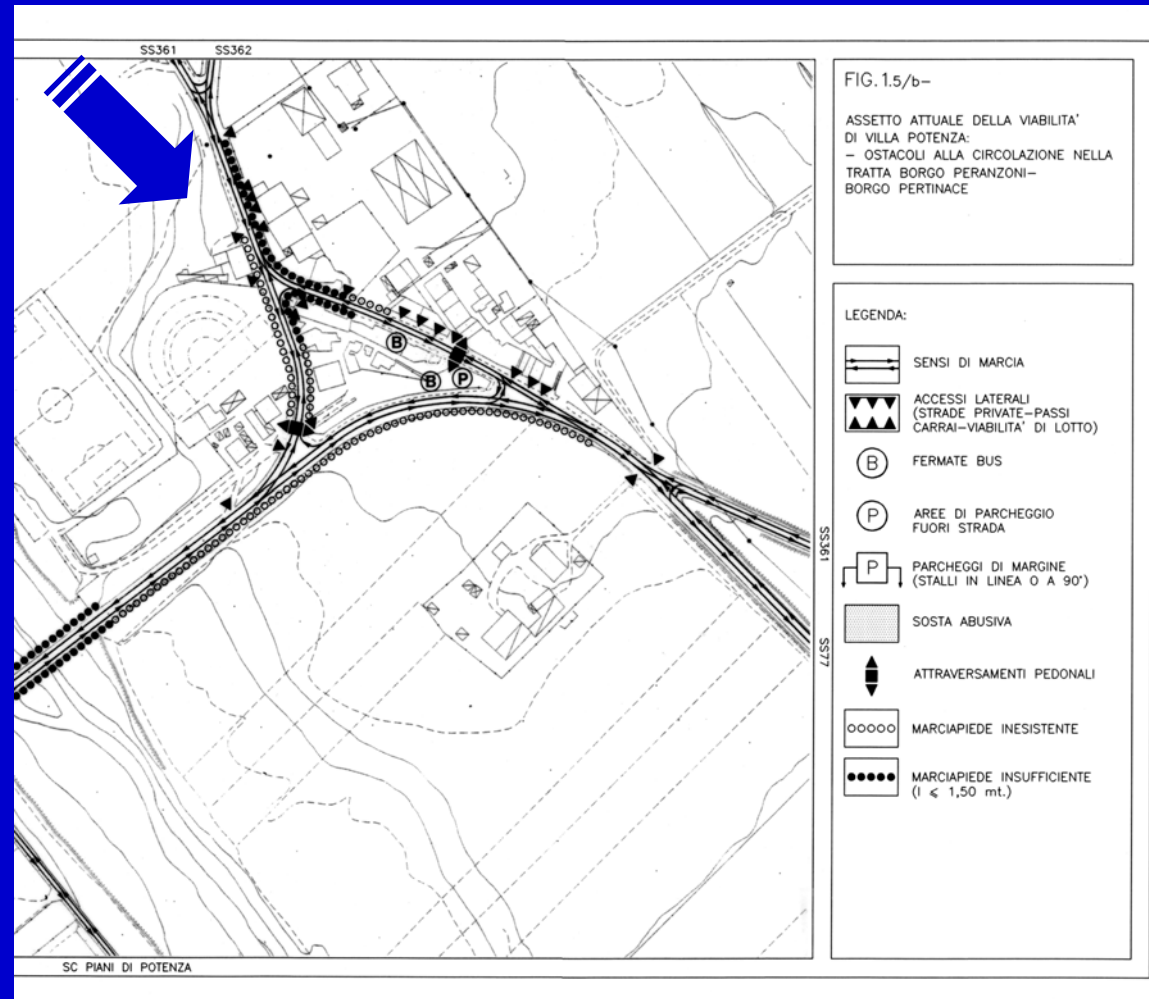 SS361 SS362
FIG. 1.5/b-
ASSETTO ATTUALE DELLA VIABILITA'
DI VILLA POTENZA:
- OSTACOLI ALLA CIRCOLAZIONE NELLA
TRATTA BORGO PERANZONI-
BORGO PERTINACE
B
B
P
SS361
SS77
SC PIANI DI POTENZA
LEGENDA:
SENSI DI MARCIA
ACCESSI LATERALI
(STRADE PRIVATE-PASSI
CARRAI-VIABILITA' DI LOTTO)
B FERMATE BUS
P AREE DI PARCHEGGIO
FUORI STRADA
P PARCHEGGI DI MARGINE
(STALLI IN LINEA O A 90°)
SOSTA ABUSIVA
ATTRAVERSAMENTI PEDONALI
MARCIAPIEDE INESISTENTE
MARCIAPIEDE INSUFFICIENTE
(l ⩽ 1,50 mt.)